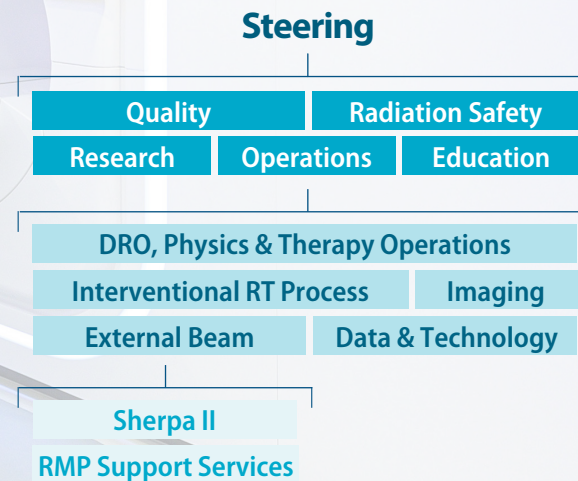 Steering
Quality Radiation Safety
Research Operations Education
DRO, Physics & Therapy Operations
Interventional RT Process Imaging
External Beam Data & Technology
Sherpa II
RMP Support Services